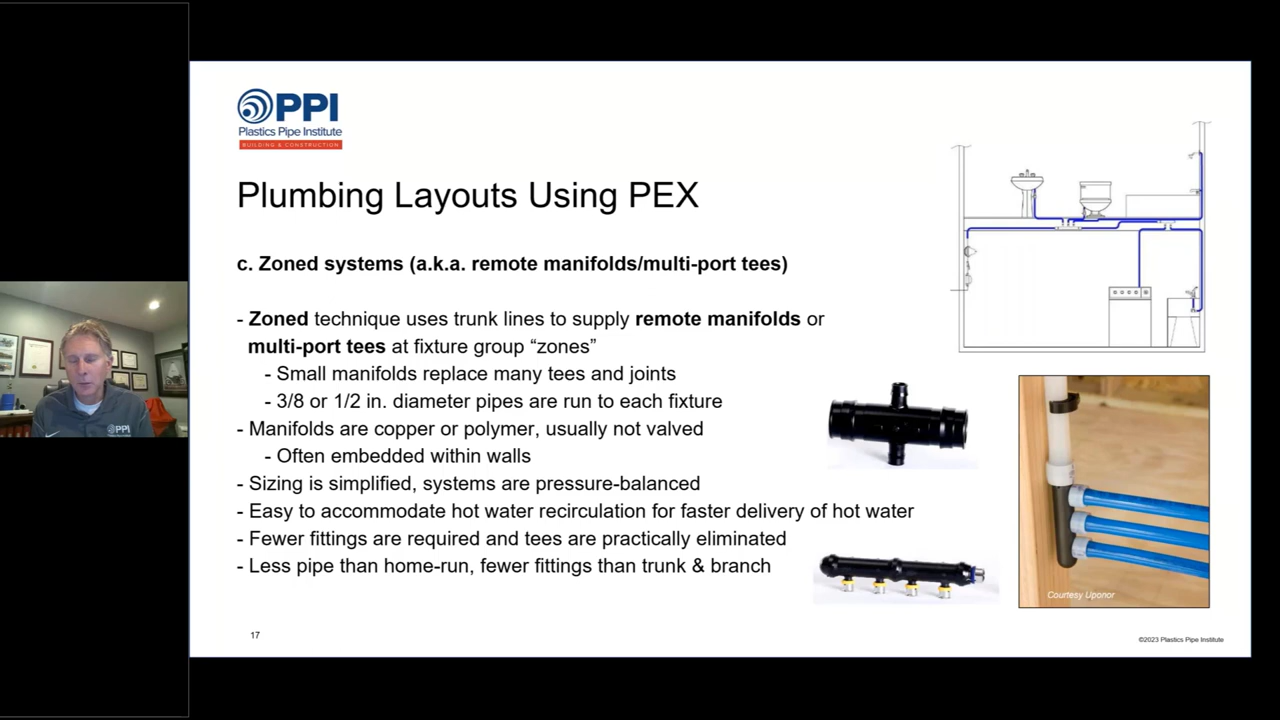 PPI
Plastics Pipe Institute
BUILDING & CONSTRUCTION
Plumbing Layouts Using PEX
c. Zoned systems (a.k.a. remote manifolds/multi-port tees)
- Zoned technique uses trunk lines to supply remote manifolds or
multi-port tees at fixture group “zones”
- Small manifolds replace many tees and joints
- 3/8 or 1/2 in. diameter pipes are run to each fixture
- Manifolds are copper or polymer, usually not valved
- Often embedded within walls
- Sizing is simplified, systems are pressure-balanced
- Easy to accommodate hot water recirculation for faster delivery of hot water
- Fewer fittings are required and tees are practically eliminated
- Less pipe than home-run, fewer fittings than trunk & branch
Courtesy Uponor
17
©2023 Plastics Pipe Institute
PPI